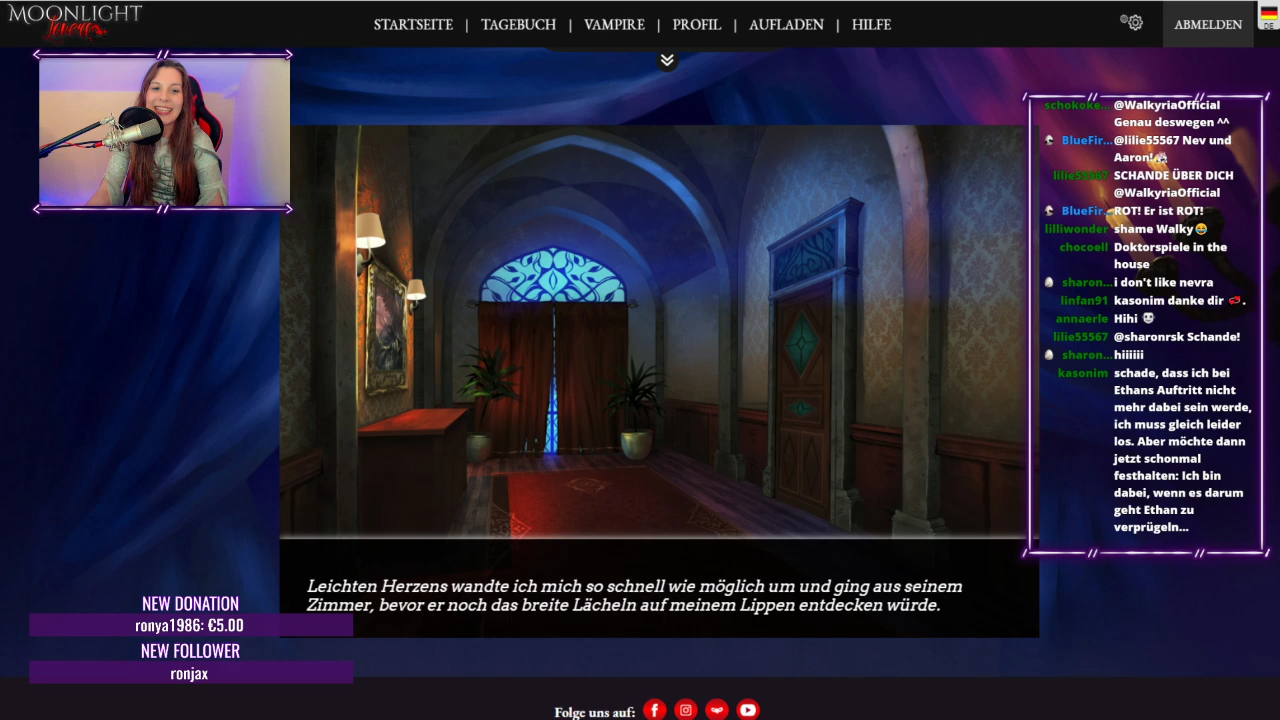 MOONLIGHT
Lovers
STARTSEITE | TAGEBUCH | VAMPIRE | PROFIL | AUFLADEN | HILFE
ABMELDEN
DE
schokoke... @WalkyriaOfficial
Genau deswegen ^^
BlueFir... @lilie55567 Nev und
Aaron!
lilie55567 SCHANDE ÜBER DICH
@WalkyriaOfficial
BlueFir... ROT! Er ist ROT!
lilliwonder shame Walky😂
chocoell Doktorspiele in the
house
sharon... i don't like nevra
linfan91 kasonim danke dir .
annaerle Hihi
lilie55567 @sharonrsk Schande!
sharon... hiiiiii
kasonim schade, dass ich bei
Ethans Auftritt nicht
mehr dabei sein werde,
ich muss gleich leider
los. Aber möchte dann
jetzt schonmal
festhalten: Ich bin
dabei, wenn es darum
geht Ethan zu
verprügeln...
Leichten Herzens wandte ich mich so schnell wie möglich um und ging aus seinem
Zimmer, bevor er noch das breite Lächeln auf meinem Lippen entdecken würde.
NEW DONATION
ronya1986: €5.00
NEW FOLLOWER
ronjax
Folge uns auf: